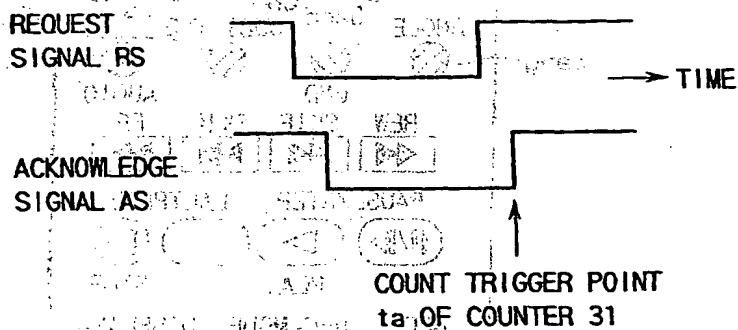 REQUEST
SIGNAL RS
TIME
ACKNOWLEDGE
SIGNAL AS
COUNT TRIGGER POINT
ta OF COUNTER 31